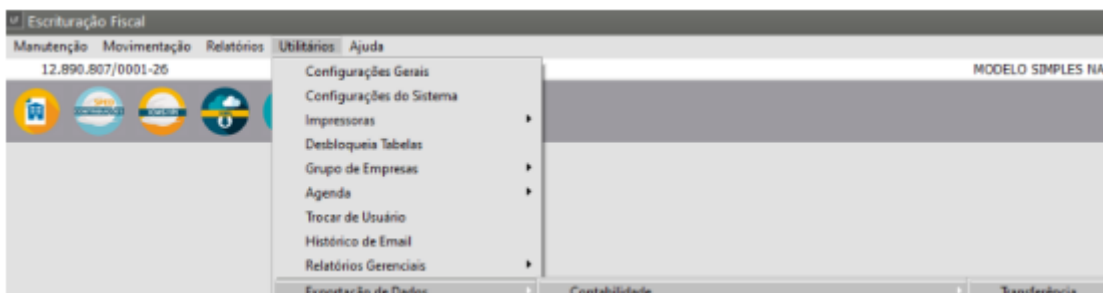 Escrituração Fiscal
Manutenção Movimentação Relatórios Utilitários Ajuda
12.890.807/0001-26 MODELO SIMPLES NA
Configurações Gerais
Configurações do Sistema
Impressoras
Desbloqueia Tabelas
Grupo de Empresas
Agenda
Trocar de Usuário
Histórico de Email
Relatórios Gerenciais
Exportação de Dados Contabilidade Transferência